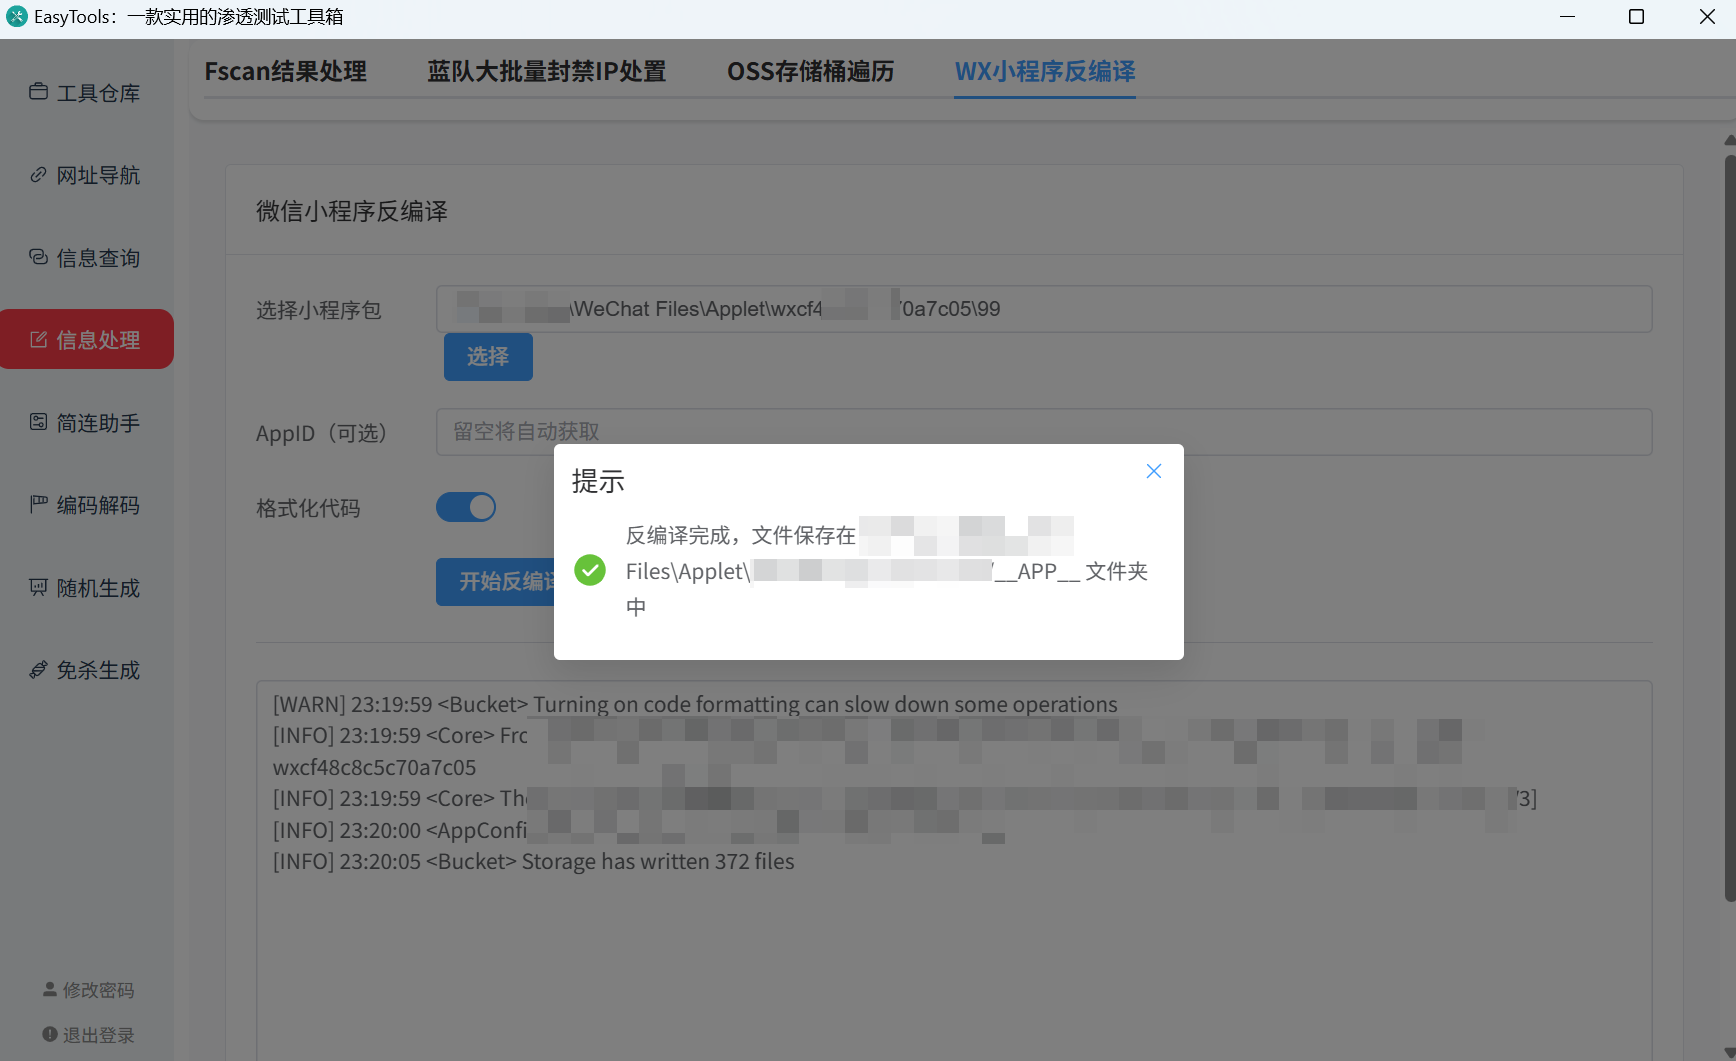 EasyTools：一款实用的渗透测试工具箱
Fscan结果处理
蓝队大批量封禁IP处置
OSS存储桶遍历
WX小程序反编译
工具仓库
网址导航
信息查询
信息处理
简连助手
编码解码
随机生成
免杀生成
修改密码
退出登录
微信小程序反编译
选择小程序包
\WeChat Files\Applet\wxcf4 0a7c05\99
选择
AppID（可选）
留空将自动获取
格式化代码
开始反编译
提示
反编译完成，文件保存在
Files\Applet\ /__APP__ 文件夹
中
[WARN] 23:19:59 <Bucket> Turning on code formatting can slow down some operations
[INFO] 23:19:59 <Core>
wxcf48c8c5c70a7c05
[INFO] 23:19:59 <Core> 3]
[INFO] 23:20:00 <AppConfi
[INFO] 23:20:05 <Bucket> Storage has written 372 files